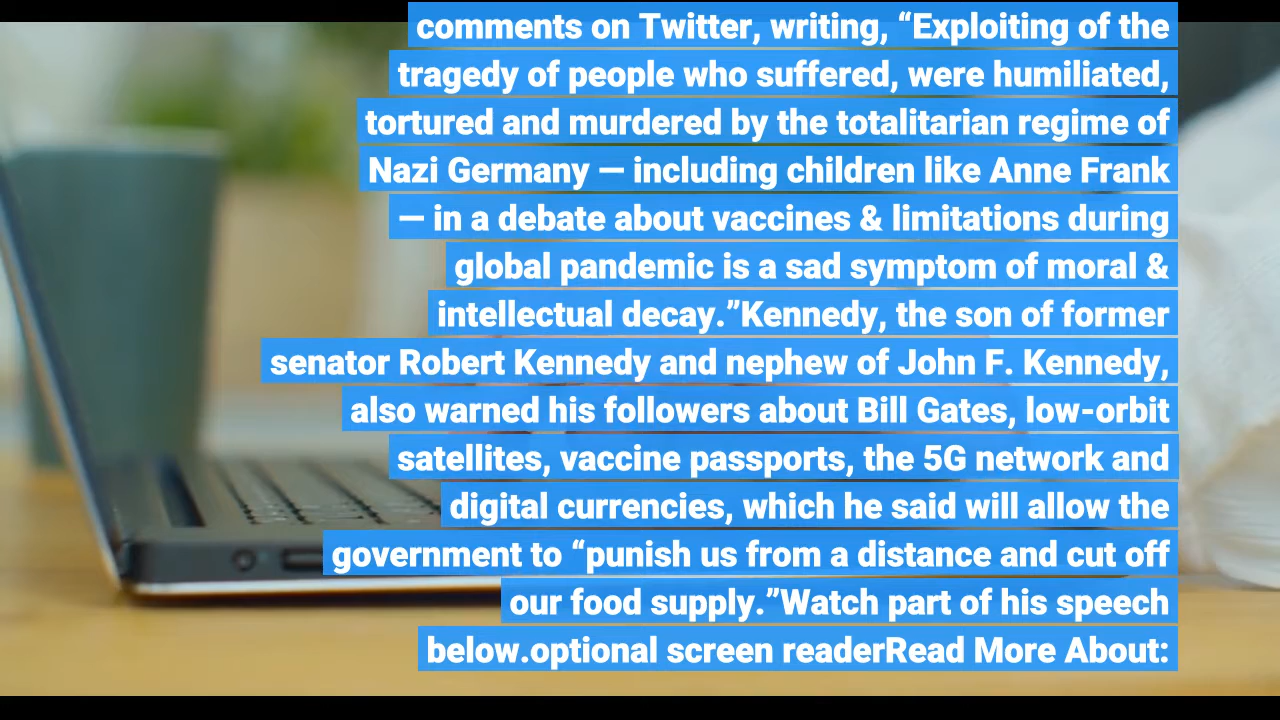 comments on Twitter, writing, “Exploiting of the
tragedy of people who suffered, were humiliated,
tortured and murdered by the totalitarian regime of
Nazi Germany — including children like Anne Frank
— in a debate about vaccines & limitations during
global pandemic is a sad symptom of moral &
intellectual decay.”Kennedy, the son of former
senator Robert Kennedy and nephew of John F. Kennedy,
also warned his followers about Bill Gates, low-orbit
satellites, vaccine passports, the 5G network and
digital currencies, which he said will allow the
government to “punish us from a distance and cut off
our food supply.”Watch part of his speech
below.optional screen readerRead More About: